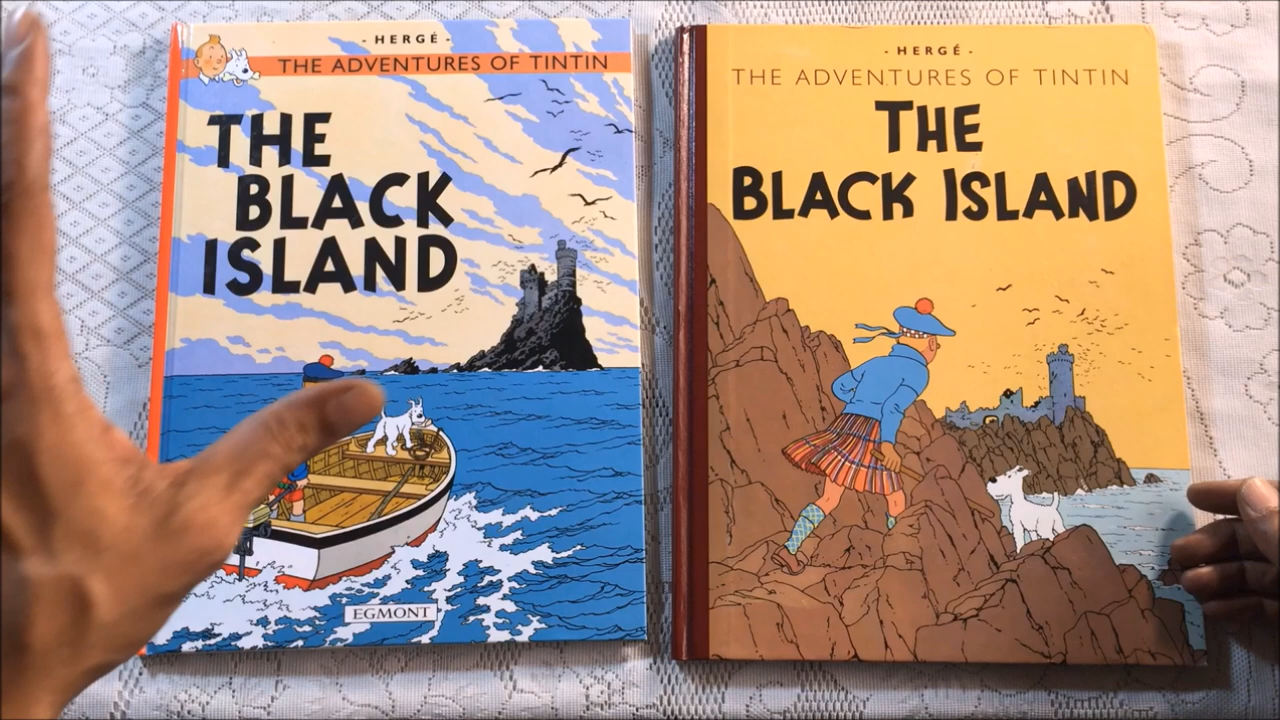 - HERGÉ -
THE ADVENTURES OF TINTIN
THE
BLACK
ISLAND
EGMONT
- HERGÉ -
THE ADVENTURES OF TINTIN
THE
BLACK ISLAND